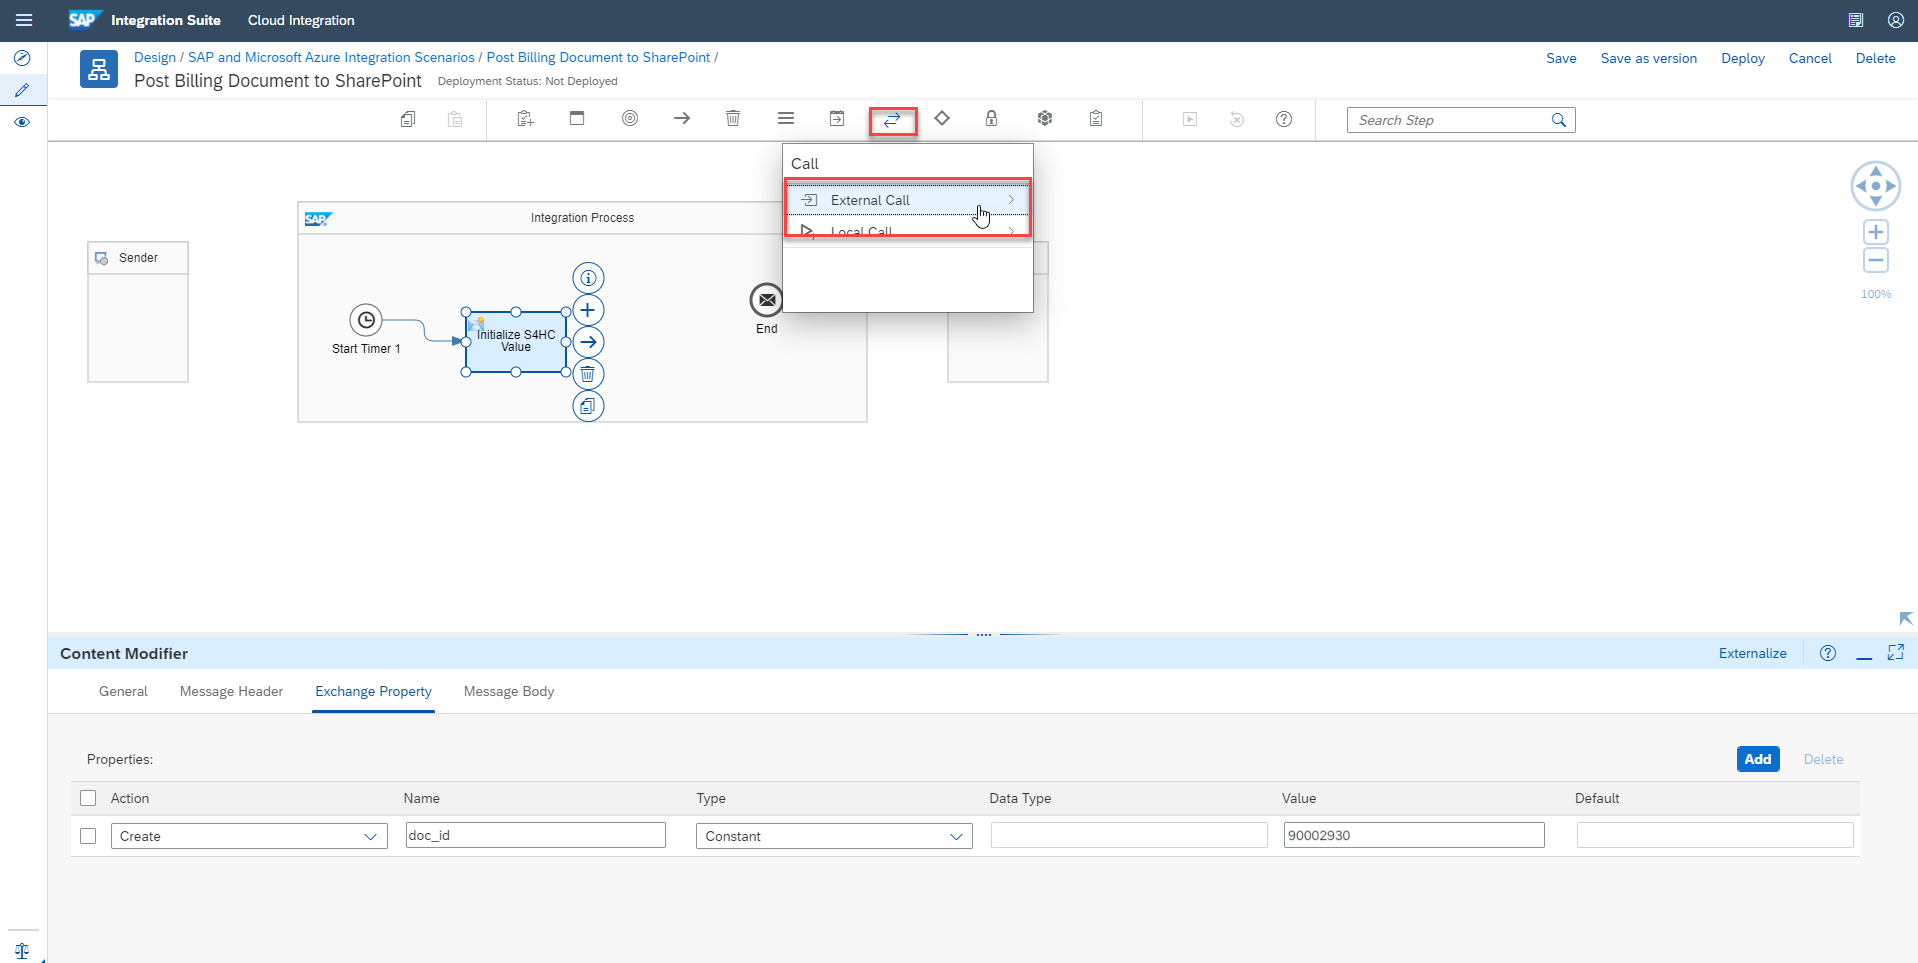 SAP Integration Suite Cloud Integration
Design / SAP and Microsoft Azure Integration Scenarios / Post Billing Document to SharePoint /
Post Billing Document to SharePoint Deployment Status: Not Deployed
Save Save as version Deploy Cancel Delete
Search Step
Call
External Call
Local Call
SAP Integration Process
Sender
Start Timer 1
Initialize S4HC
Value
End
100%
Content Modifier
Externalize
General Message Header Exchange Property Message Body
Properties:
Add Delete
Action Name Type Data Type Value Default
Create doc_id Constant 90002930